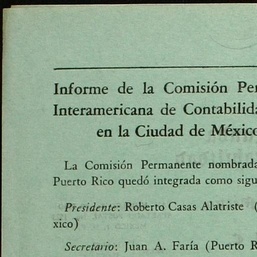 Informe de la Comisión Per
Interamericana de Contabilida
en la Ciudad de México
La Comisión Permanente nombrada
Puerto Rico quedó integrada como sigu
Presidente: Roberto Casas Alatriste (
xico)
Secretario: Juan A. Faría (Puerto R